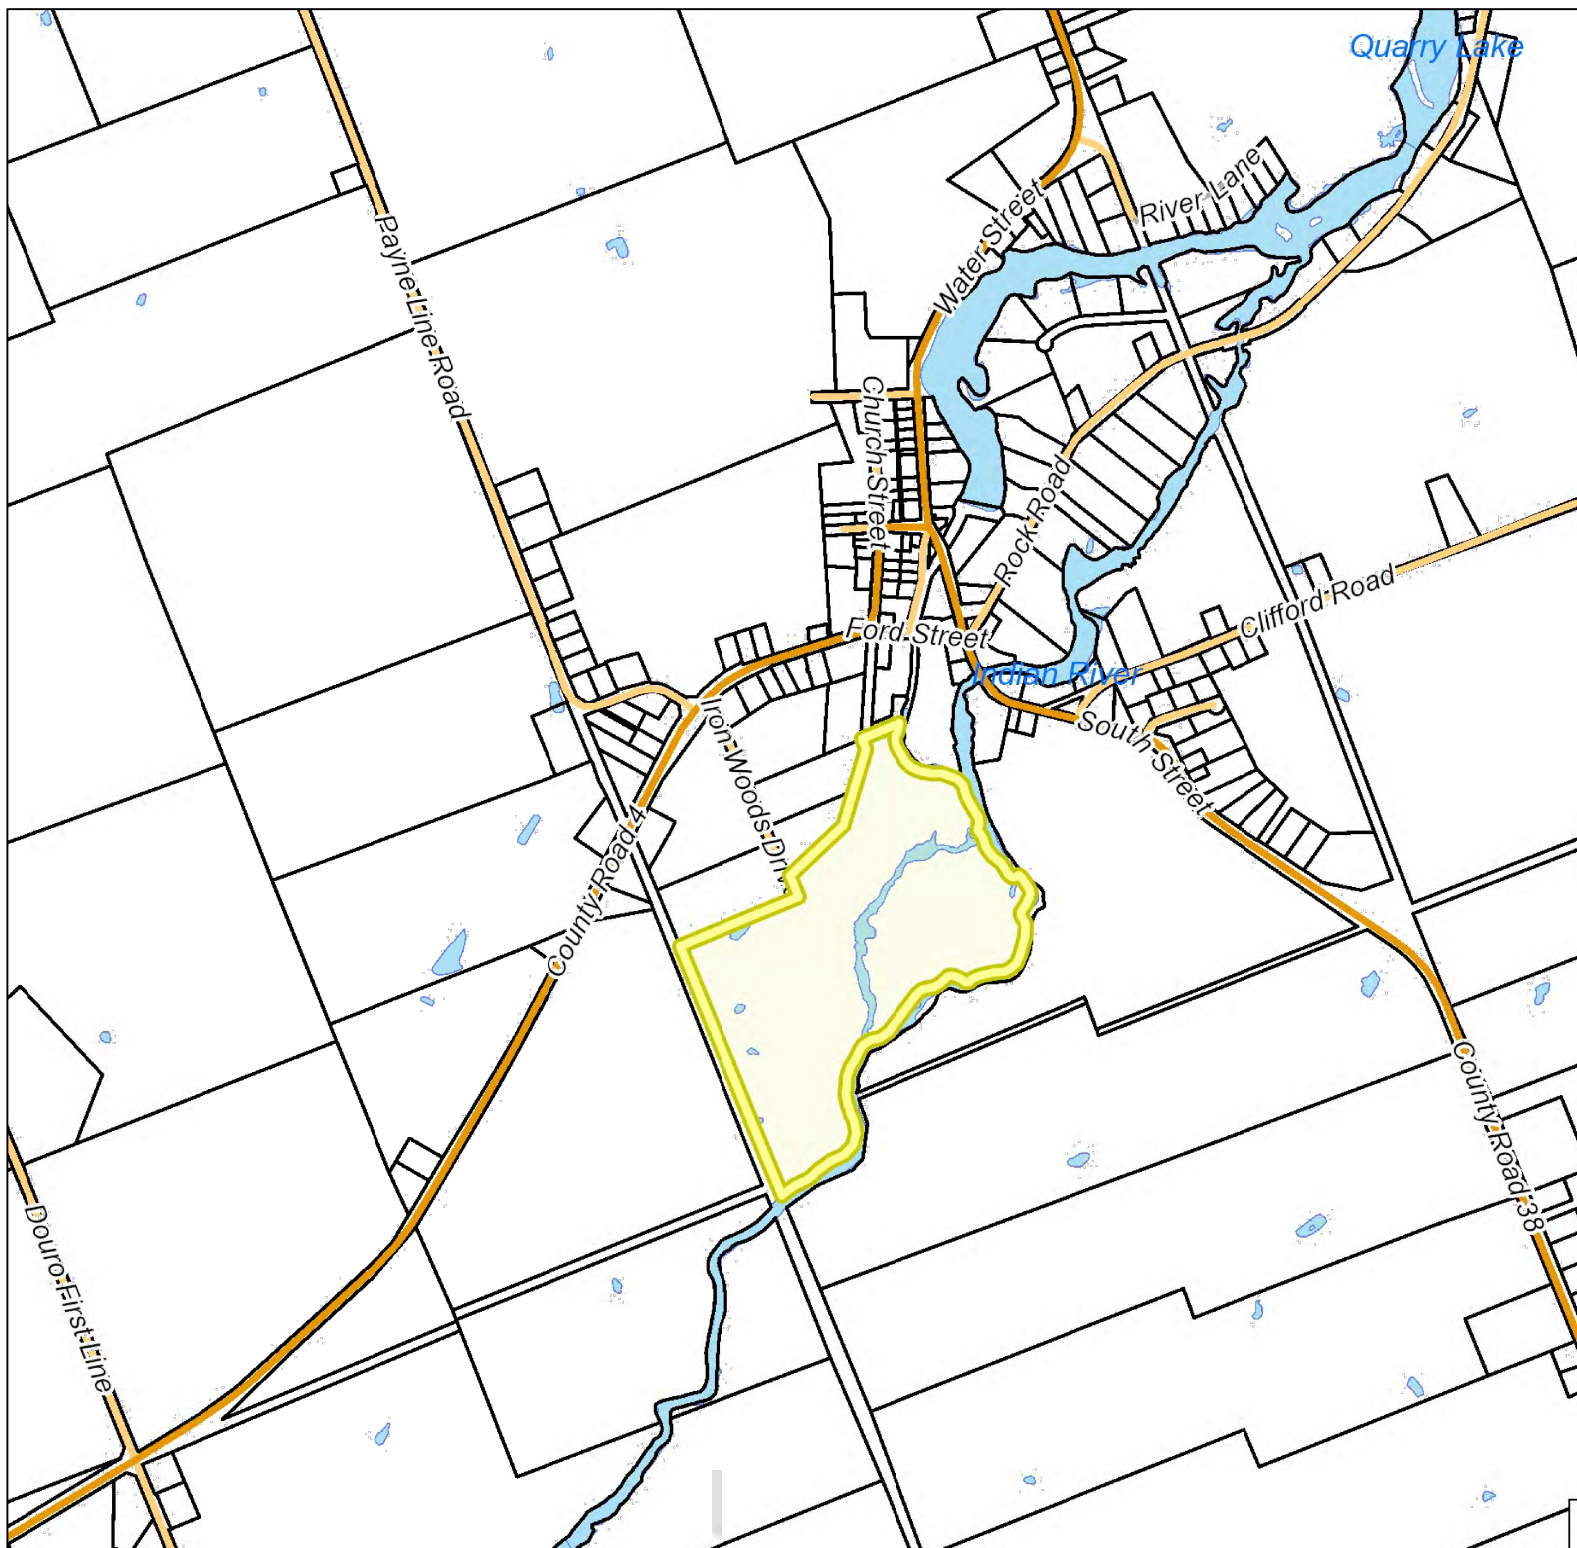 Quarry Lake
River Lane
Payne Line Road
Water Street
Church Street
Rock Road
Clifford Road
Ford Street
Indian River
Iron Woods Drive
South Street
County Road 4
County Road 38
Douro First Line